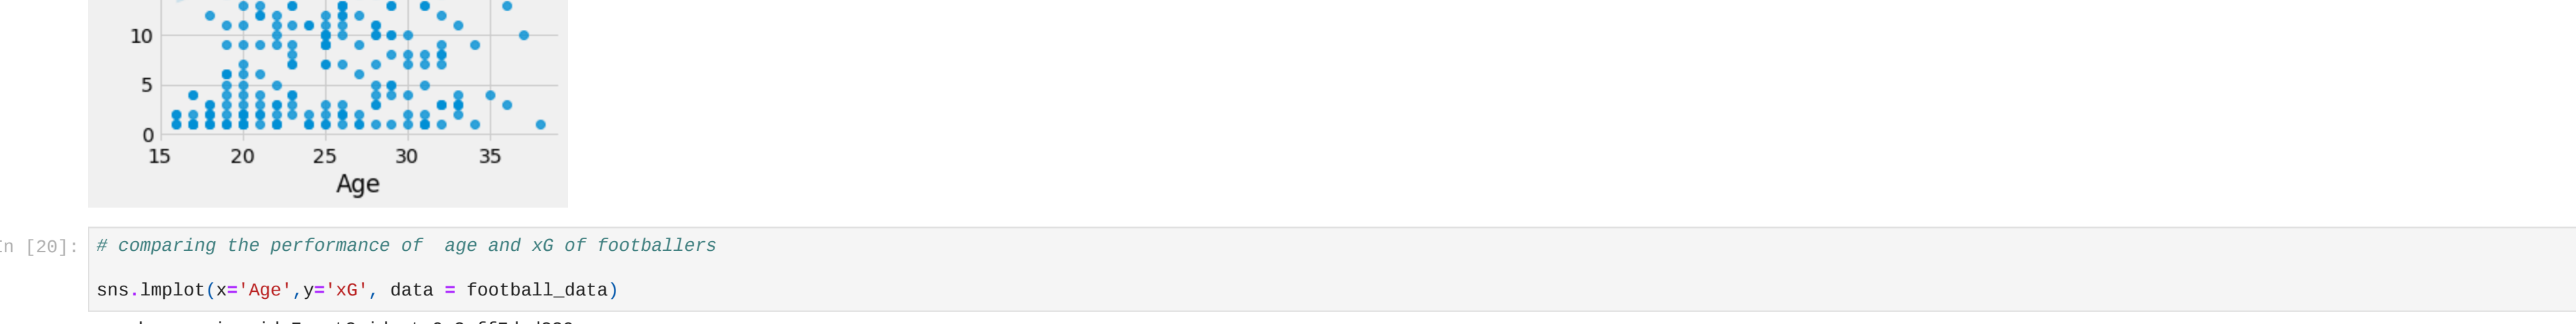 10
5
0
15 20 25 30 35
Age
n [20]:
# comparing the performance of  age and xG of footballers
sns.lmplot(x='Age',y='xG', data = football_data)